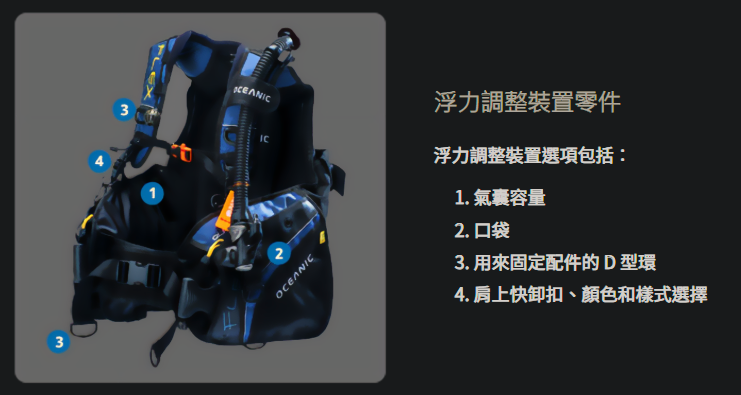 FLEX
OCEANIC
IC
3
4
1
2
OCEANIC
3
浮力調整裝置零件
浮力調整裝置選項包括：
1. 氣囊容量
2. 口袋
3. 用來固定配件的 D 型環
4. 肩上快卸扣、顏色和樣式選擇